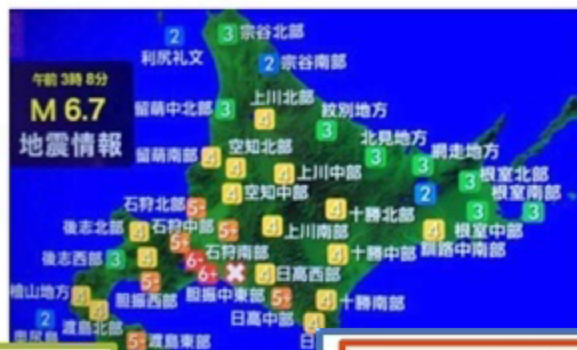 2
3 宗谷北部
利尻礼文
2 宗谷南部
午前3時8分
M 6.7
地震情報
留萌中北部 3
上川北部
4
紋別地方
3
北見地方
3
網走地方
3
空知北部
留萌南部 4
4
4 上川中部
2
3 根室北部
根室南部
4 空知中部
石狩北部 5-
4 十勝北部
3
3
後志北部
4
石狩中部
5-
5+
4
上川南部
4
根室中部
釧路中南部
石狩南部
6-
4 十勝中部
後志西部 3
4
6+
4 日高西部
檜山地方
4
5-
胆振西部
胆振中東部
5+
4 十勝南部
2
奥尻島
4
渡島北部
日高中部
4
日
5- 渡島東部